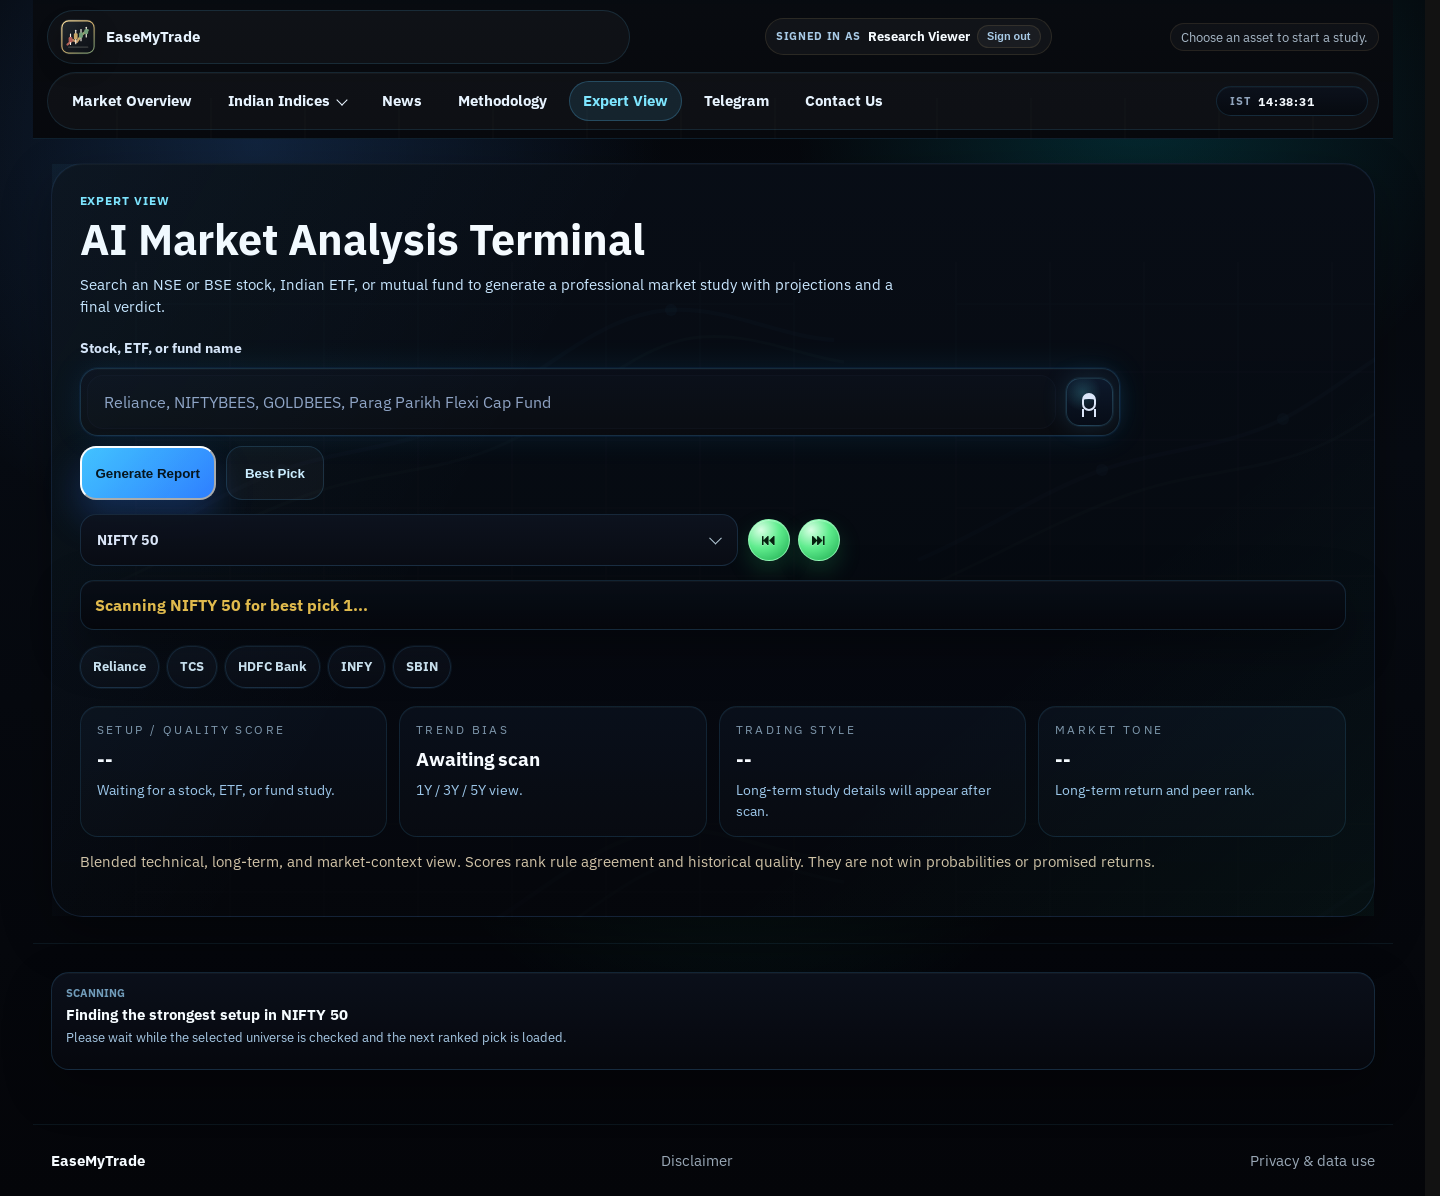 EaseMyTrade
SIGNED IN AS Research Viewer Sign out
Choose an asset to start a study.
Market Overview Indian Indices News Methodology Expert View Telegram Contact Us IST 14:38:31
EXPERT VIEW
AI Market Analysis Terminal
Search an NSE or BSE stock, Indian ETF, or mutual fund to generate a professional market study with projections and a
final verdict.
Stock, ETF, or fund name
Reliance, NIFTYBEES, GOLDBEES, Parag Parikh Flexi Cap Fund
Generate Report Best Pick
NIFTY 50
Scanning NIFTY 50 for best pick 1...
Reliance TCS HDFC Bank INFY SBIN
SETUP / QUALITY SCORE
--
Waiting for a stock, ETF, or fund study.
TREND BIAS
Awaiting scan
1Y / 3Y / 5Y view.
TRADING STYLE
--
Long-term study details will appear after
scan.
MARKET TONE
--
Long-term return and peer rank.
Blended technical, long-term, and market-context view. Scores rank rule agreement and historical quality. They are not win probabilities or promised returns.
SCANNING
Finding the strongest setup in NIFTY 50
Please wait while the selected universe is checked and the next ranked pick is loaded.
EaseMyTrade Disclaimer Privacy & data use